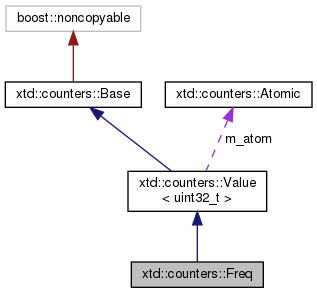 boost::noncopyable
xtd::counters::Base
xtd::counters::Atomic
m_atom
xtd::counters::Value
< uint32_t >
xtd::counters::Freq